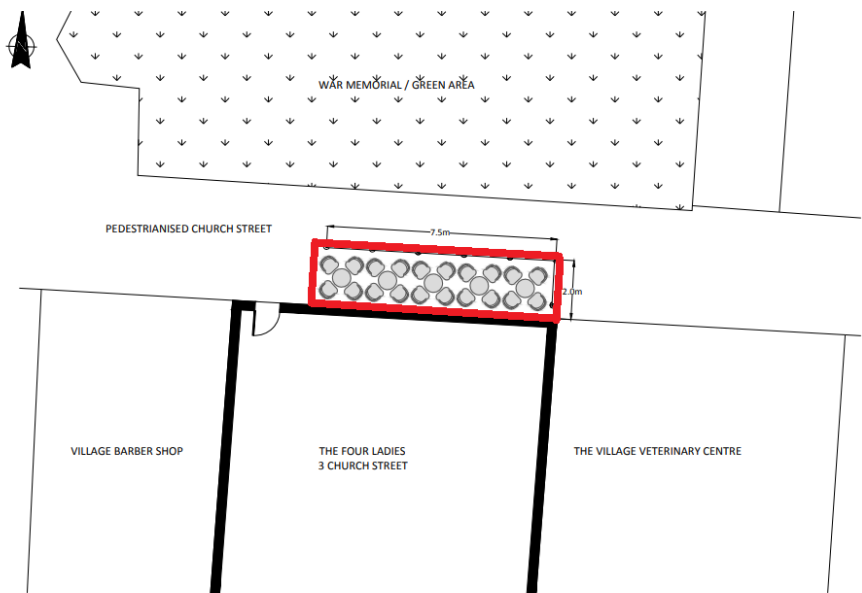 WAR MEMORIAL / GREEN AREA
PEDESTRIANISED CHURCH STREET
7.5m
2.0m
VILLAGE BARBER SHOP
THE FOUR LADIES
3 CHURCH STREET
THE VILLAGE VETERINARY CENTRE